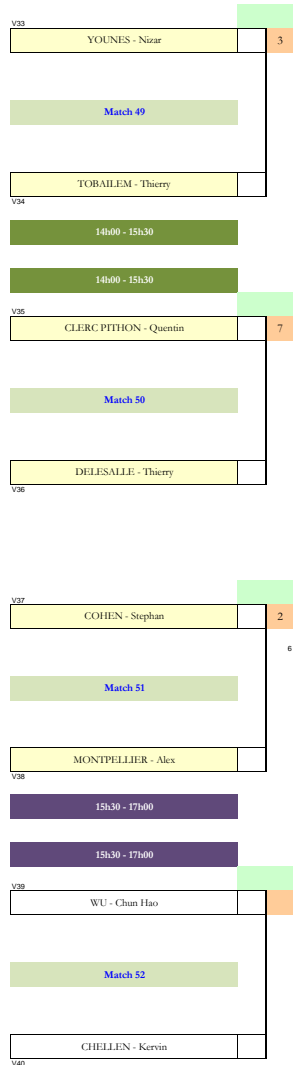 V33
YOUNES - Nizar
3
Match 49
TOBAILEM - Thierry
V34
14h00 - 15h30
14h00 - 15h30
V35
CLERC PITHON - Quentin
7
Match 50
DELESALLE - Thierry
V36
V37
COHEN - Stephan
2
6
Match 51
MONTPELLIER - Alex
V38
15h30 - 17h00
15h30 - 17h00
V39
WU - Chun Hao
Match 52
CHELLEN - Kervin
V40